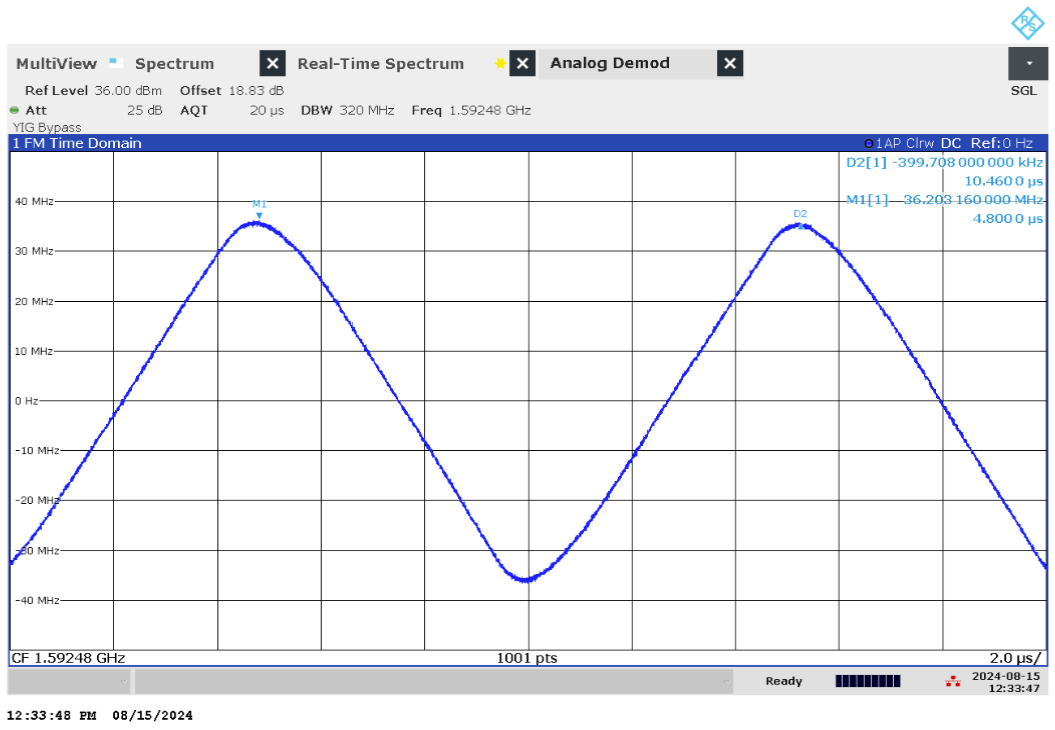 R&S
MultiView Spectrum Real-Time Spectrum Analog Demod
Ref Level 36.00 dBm Offset 18.83 dB SGL
Att 25 dB AQT 20 µs DBW 320 MHz Freq 1.59248 GHz
YIG Bypass
1 FM Time Domain 1AP Clrw DC Ref:0 Hz
D2[1] -399.708 000 000 kHz
10.460 0 µs
M1[1] 36.203 160 000 MHz
4.800 0 µs
40 MHz
M1
D2
30 MHz
20 MHz
10 MHz
0 Hz
-10 MHz
-20 MHz
-30 MHz
-40 MHz
CF 1.59248 GHz 1001 pts 2.0 µs/
Ready 2024-08-15
12:33:47
12:33:48 PM 08/15/2024